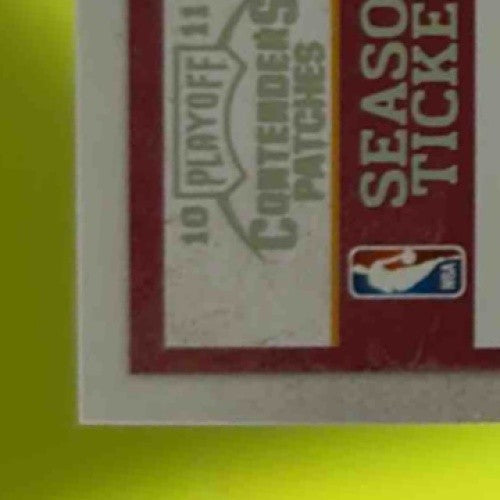 10 PLAYOFF 11
CONTENDERS
PATCHES
SEASO
TICKE
NBA